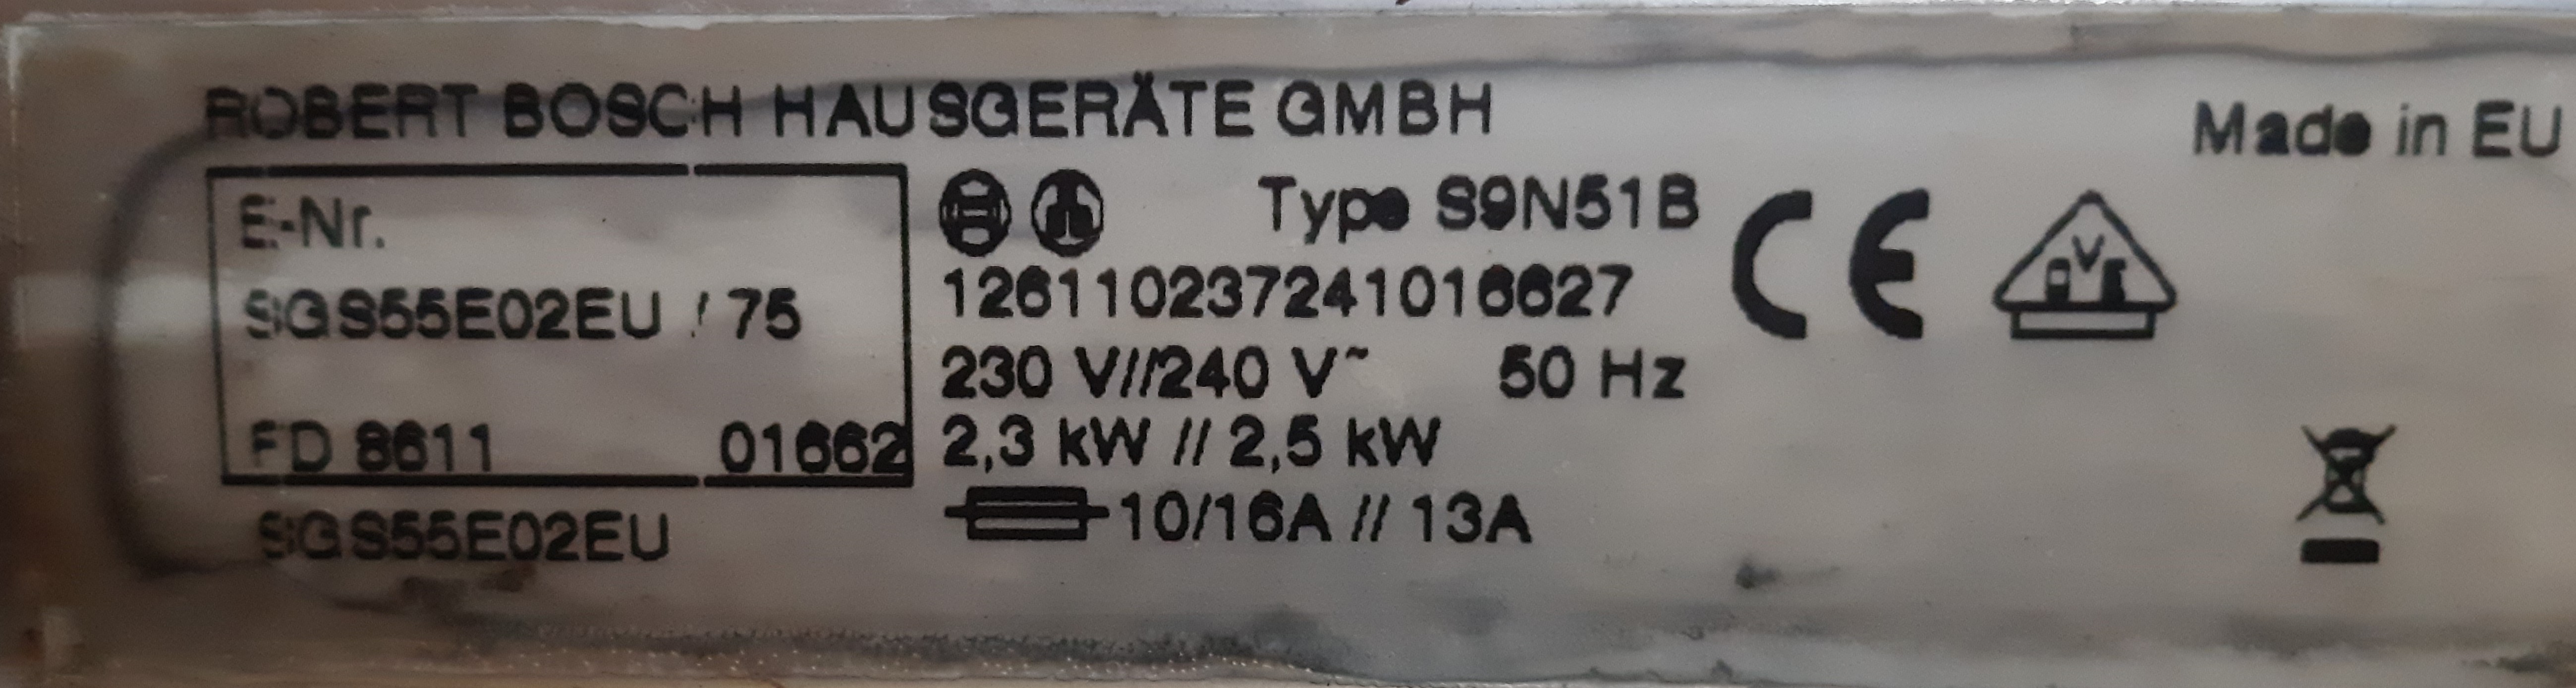 ROBERT BOSCH HAUSGERÄTE GMBH
Made in EU
E-Nr.
SGS55E02EU / 75
FD 8611 01662
SGS55E02EU
Type S9N51B
126110237241016627
230 V//240 V~ 50 Hz
2,3 kW // 2,5 kW
10/16A // 13A
CE